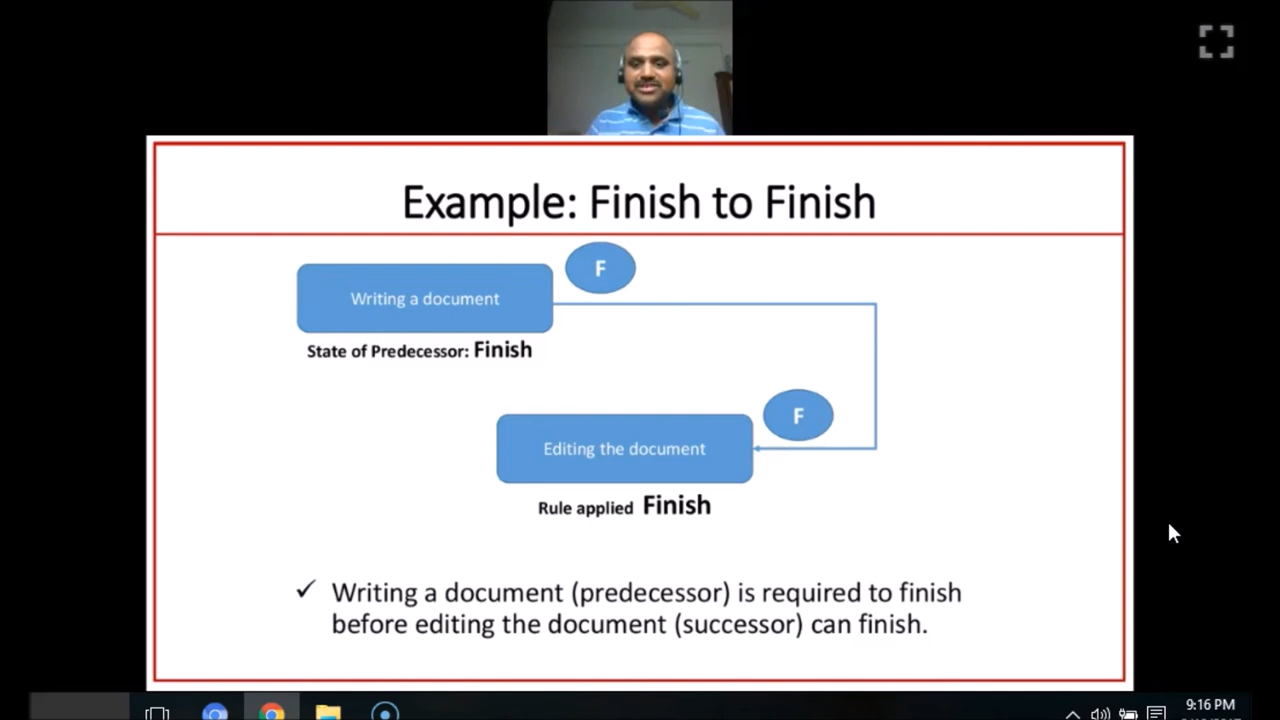 Example: Finish to Finish
F
Writing a document
State of Predecessor: Finish
F
Editing the document
Rule applied Finish
✓ Writing a document (predecessor) is required to finish
before editing the document (successor) can finish.
9:16 PM